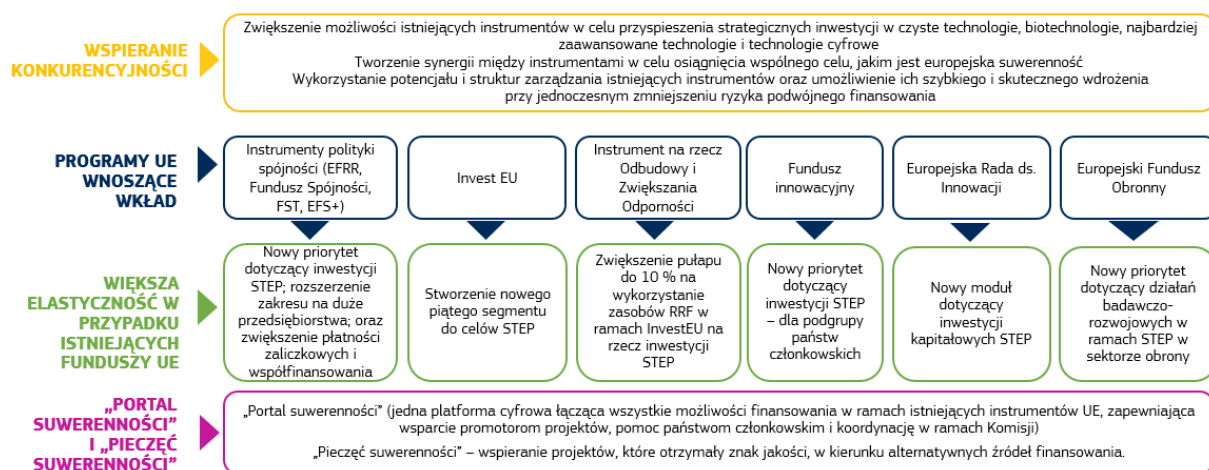 WSPIERANIE
KONKURENCYJNOŚCI
Zwiększenie możliwości istniejących instrumentów w celu przyspieszenia strategicznych inwestycji w czyste technologie, biotechnologie, najbardziej
zaawansowane technologie i technologie cyfrowe
Tworzenie synergii między instrumentami w celu osiągnięcia wspólnego celu, jakim jest europejska suwerenność
Wykorzystanie potencjału i struktur zarządzania istniejących instrumentów oraz umożliwienie ich szybkiego i skutecznego wdrożenia
przy jednoczesnym zmniejszeniu ryzyka podwójnego finansowania
PROGRAMY UE
WNOSZĄCE
WKŁAD
Instrumenty polityki
spójności (EFRR,
Fundusz Spójności,
FST, EFS+)
Invest EU
Instrument na rzecz
Odbudowy i
Zwiększania
Odporności
Fundusz
innowacyjny
Europejska Rada ds.
Innowacji
Europejski Fundusz
Obronny
WIĘKSZA
ELASTYCZNOŚĆ W
PRZYPADKU
ISTNIEJĄCYCH
FUNDUSZY UE
Nowy priorytet
dotyczący inwestycji
STEP; rozszerzenie
zakresu na duże
przedsiębiorstwa; oraz
zwiększenie płatności
zaliczkowych i
współfinansowania
Stworzenie nowego
piątego segmentu
do celów STEP
Zwiększenie pułapu
do 10 % na
wykorzystanie
zasobów RRF w
ramach InvestEU na
rzecz inwestycji
STEP
Nowy priorytet
dotyczący
inwestycji STEP
– dla podgrupy
państw
członkowskich
Nowy moduł
dotyczący
inwestycji
kapitałowych STEP
Nowy priorytet
dotyczący działań
badawczo-
rozwojowych w
ramach STEP w
sektorze obrony
„PORTAL
SUWERENNOŚCI”
I „PIECZĘĆ
SUWERENNOŚCI”
„Portal suwerenności” (jedna platforma cyfrowa łącząca wszystkie możliwości finansowania w ramach istniejących instrumentów UE, zapewniająca
wsparcie promotorom projektów, pomoc państwom członkowskim i koordynację w ramach Komisji)
„Pieczęć suwerenności” – wspieranie projektów, które otrzymały znak jakości, w kierunku alternatywnych źródeł finansowania.